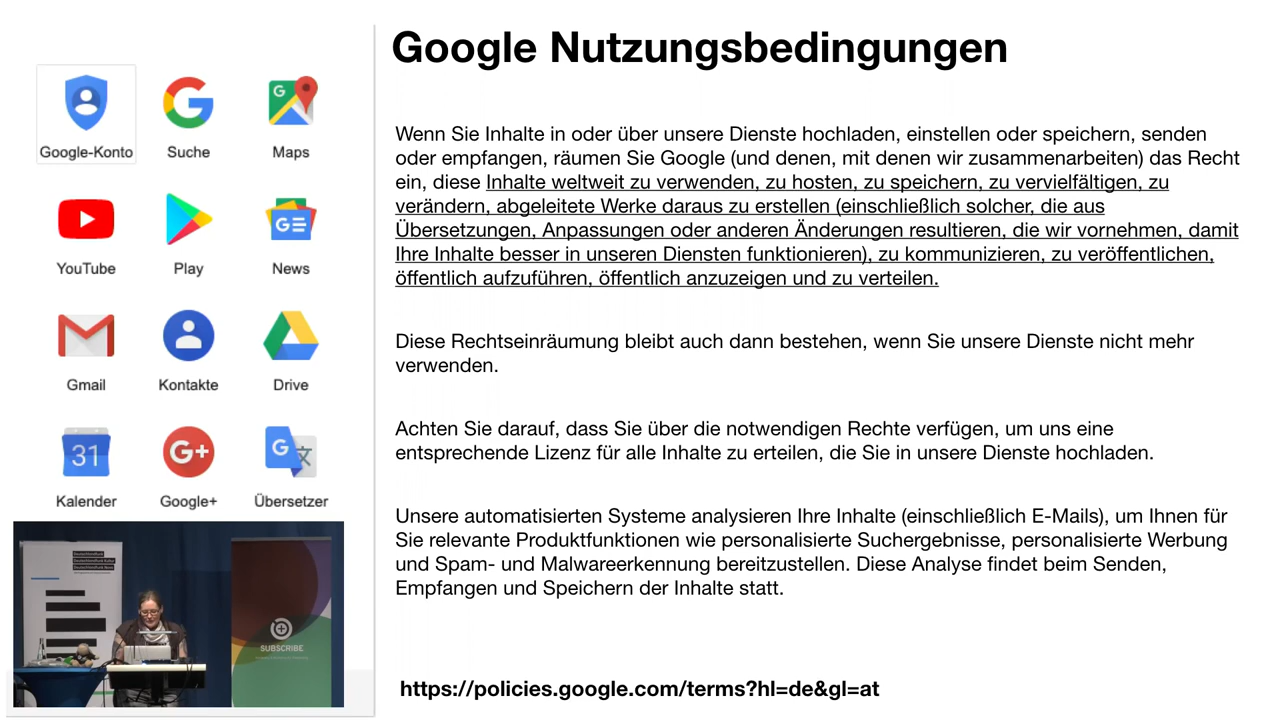 Google Nutzungsbedingungen
Google-Konto
Suche
Maps
YouTube
Play
News
Gmail
Kontakte
Drive
31
Kalender
G+
Google+
Übersetzer
Wenn Sie Inhalte in oder über unsere Dienste hochladen, einstellen oder speichern, senden
oder empfangen, räumen Sie Google (und denen, mit denen wir zusammenarbeiten) das Recht
ein, diese Inhalte weltweit zu verwenden, zu hosten, zu speichern, zu vervielfältigen, zu
verändern, abgeleitete Werke daraus zu erstellen (einschließlich solcher, die aus
Übersetzungen, Anpassungen oder anderen Änderungen resultieren, die wir vornehmen, damit
Ihre Inhalte besser in unseren Diensten funktionieren), zu kommunizieren, zu veröffentlichen,
öffentlich aufzuführen, öffentlich anzuzeigen und zu verteilen.
Diese Rechtseinräumung bleibt auch dann bestehen, wenn Sie unsere Dienste nicht mehr
verwenden.
Achten Sie darauf, dass Sie über die notwendigen Rechte verfügen, um uns eine
entsprechende Lizenz für alle Inhalte zu erteilen, die Sie in unsere Dienste hochladen.
Unsere automatisierten Systeme analysieren Ihre Inhalte (einschließlich E-Mails), um Ihnen für
Sie relevante Produktfunktionen wie personalisierte Suchergebnisse, personalisierte Werbung
und Spam- und Malwareerkennung bereitzustellen. Diese Analyse findet beim Senden,
Empfangen und Speichern der Inhalte statt.
https://policies.google.com/terms?hl=de&gl=at
Deutschlandfunk
Deutschlandfunk Kultur
Deutschlandfunk Nova
SUBSCRIBE